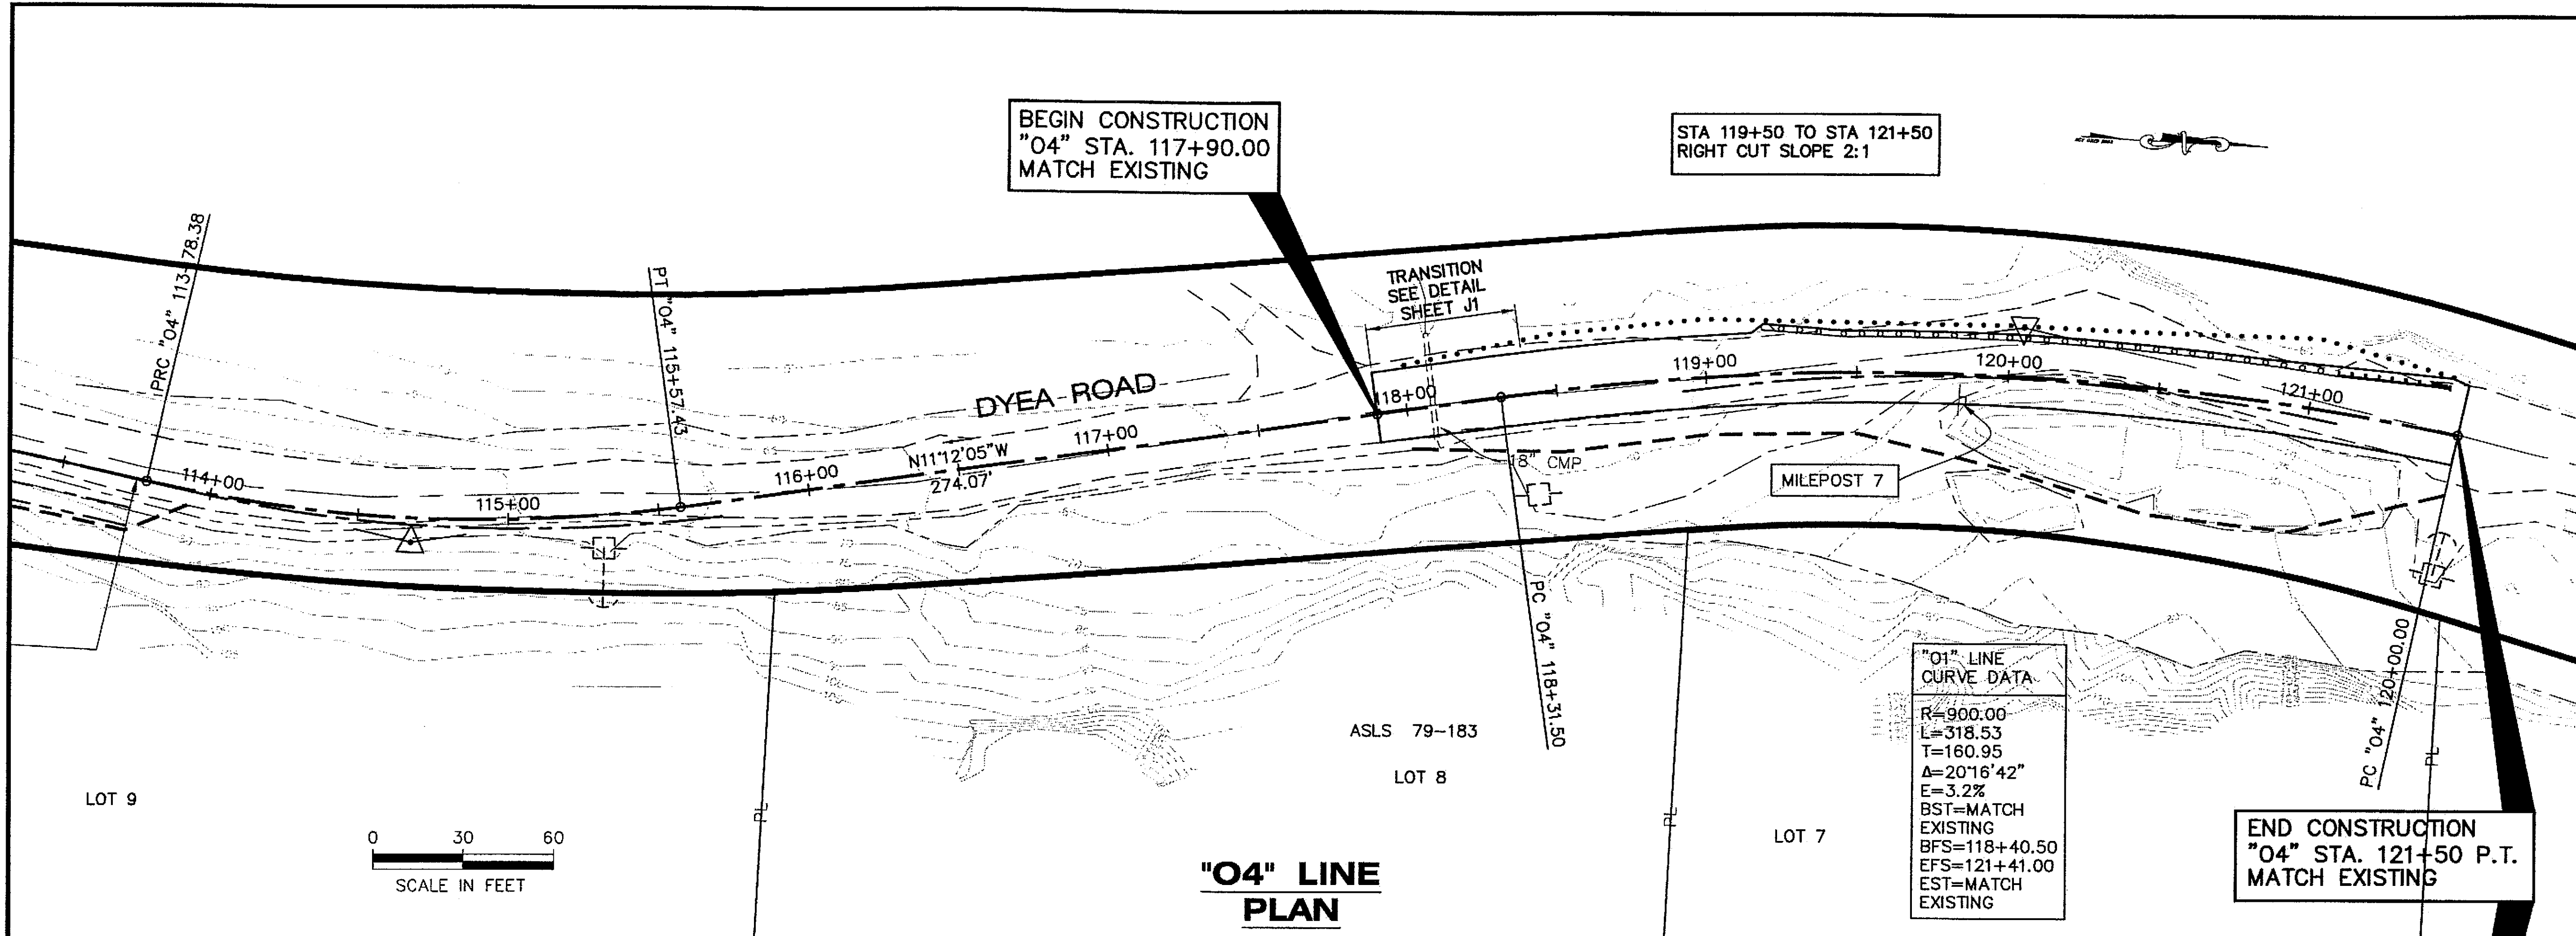 BEGIN CONSTRUCTION
"O4" STA. 117+90.00
MATCH EXISTING
STA 119+50 TO STA 121+50
RIGHT CUT SLOPE 2:1
PRC "O4" 113+78.38
PT "O4" 115+57.43
TRANSITION
SEE DETAIL
SHEET J1
DYEA ROAD
114+00
115+00
116+00
N11°12'05"W
274.07'
117+00
118+00
119+00
120+00
121+00
18" CMP
MILEPOST 7
PC "O4" 118+31.50
PC "O4" 120+00.00
"O1" LINE
CURVE DATA
R=900.00
L=318.53
T=160.95
Δ=20°16'42"
E=3.2%
BST=MATCH
EXISTING
BFS=118+40.50
EFS=121+41.00
EST=MATCH
EXISTING
ASLS 79-183
LOT 8
LOT 9
LOT 7
PL
PL
PL
0 30 60
SCALE IN FEET
"O4" LINE
PLAN
END CONSTRUCTION
"O4" STA. 121+50 P.T.
MATCH EXISTING